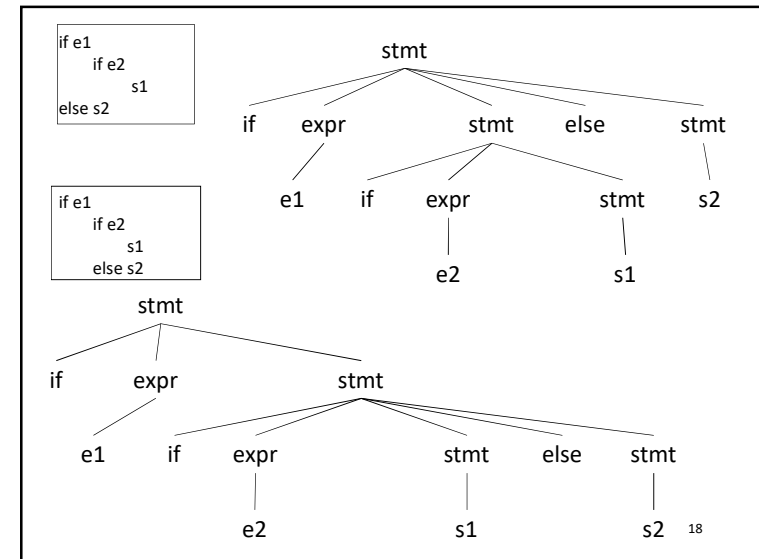 if e1
if e2
s1
else s2
stmt
if expr stmt else stmt
e1 if expr stmt s2
e2 s1
if e1
if e2
s1
else s2
stmt
if expr stmt
e1 if expr stmt else stmt
e2 s1 s2
18